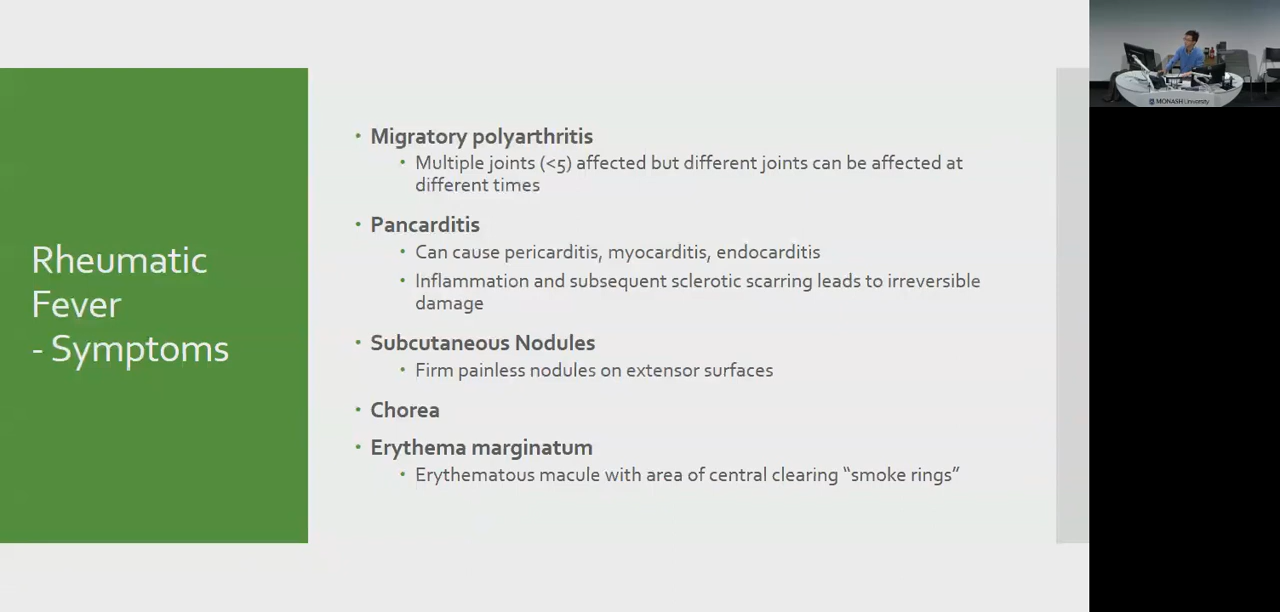 Rheumatic
Fever
- Symptoms
• Migratory polyarthritis
• Multiple joints (<5) affected but different joints can be affected at
different times
• Pancarditis
• Can cause pericarditis, myocarditis, endocarditis
• Inflammation and subsequent sclerotic scarring leads to irreversible
damage
• Subcutaneous Nodules
• Firm painless nodules on extensor surfaces
• Chorea
• Erythema marginatum
• Erythematous macule with area of central clearing “smoke rings”
MONASH University